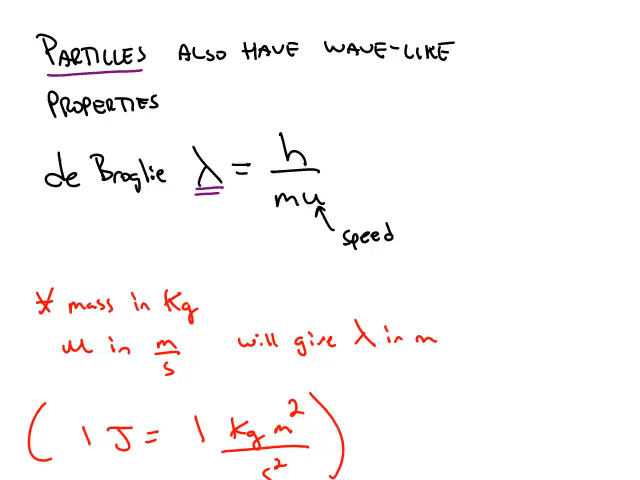 PARTICLES ALSO HAVE WAVE-LIKE
PROPERTIES
de Broglie λ = h / mu
speed
* mass in Kg
u in m/s will give λ in m
( 1 J = 1 Kg m² / s² )